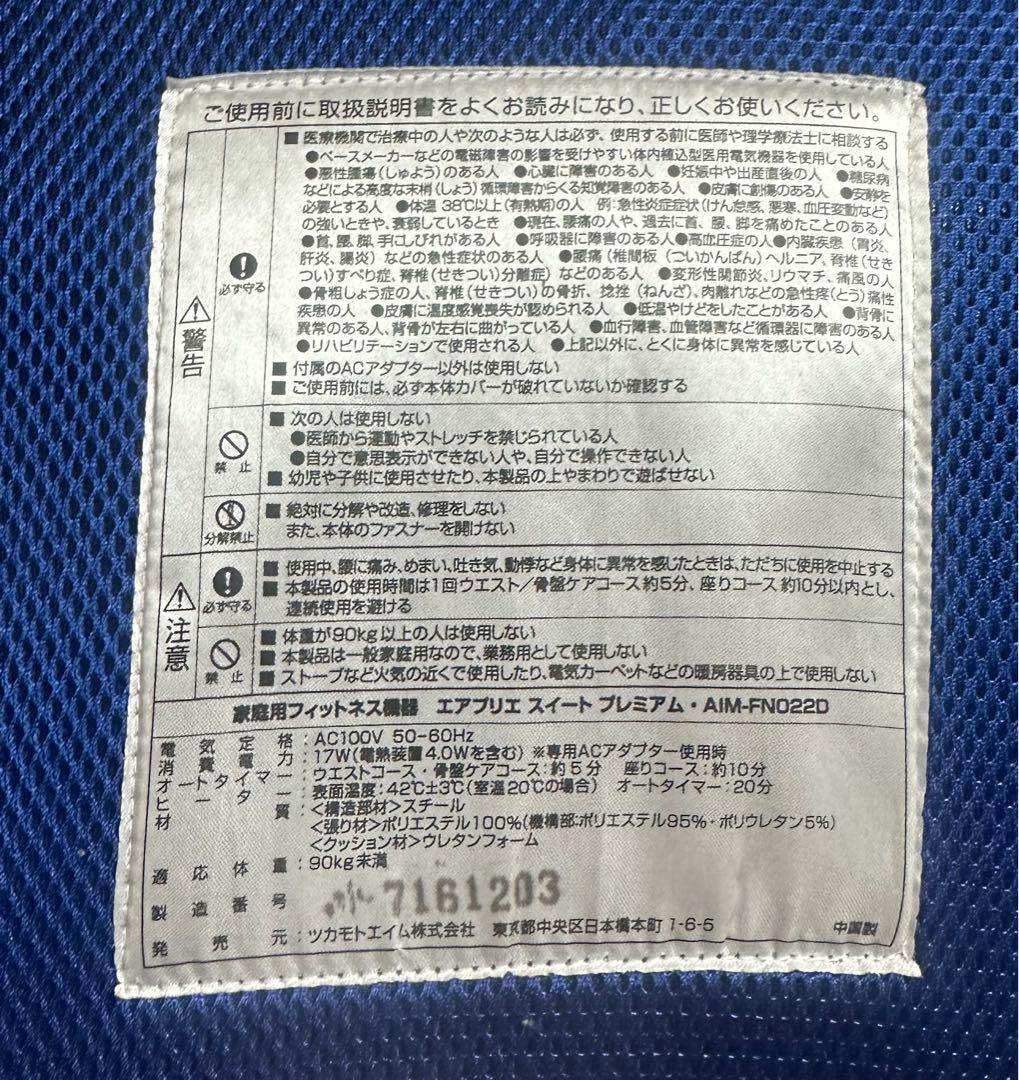 ご使用前に取扱説明書をよくお読みになり、正しくお使いください。
警告
必ず守る
■ 医療機関で治療中の人や次のような人は必ず、使用する前に医師や理学療法士に相談する
●ペースメーカーなどの電磁障害の影響を受けやすい体内植込型医用電気機器を使用している人
●悪性腫瘍(しゅよう)のある人 ●心臓に障害のある人 ●妊娠中や出産直後の人 ●糖尿病
などによる高度な末梢(しょう)循環障害からくる知覚障害のある人 ●皮膚に創傷のある人 ●安静を
必要とする人 ●体温 38℃以上(有熱期)の人 例:急性炎症症状(けん怠感、悪寒、血圧変動など)
の強いときや、衰弱しているとき ●現在、腰痛の人や、過去に首、腰、脚を痛めたことのある人
●首、腰、脚、手にしびれがある人 ●呼吸器に障害のある人●高血圧症の人●内臓疾患(胃炎、
肝炎、腸炎)などの急性症状のある人 ●腰痛(椎間板(ついかんばん)ヘルニア、脊椎(せき
つい)すべり症、脊椎(せきつい)分離症)などのある人 ●変形性関節炎、リウマチ、痛風の人
●骨粗しょう症の人、脊椎(せきつい)の骨折、捻挫(ねんざ)、肉離れなどの急性疼(とう)痛性
疾患の人 ●皮膚に温度感覚喪失が認められる人 ●低温やけどをしたことがある人 ●背骨に
異常のある人、背骨が左右に曲がっている人 ●血行障害、血管障害など循環器に障害のある人
●リハビリテーションで使用される人 ●上記以外に、とくに身体に異常を感じている人
■ 付属のACアダプター以外は使用しない
■ ご使用前には、必ず本体カバーが破れていないか確認する
禁止
■ 次の人は使用しない
●医師から運動やストレッチを禁じられている人
●自分で意思表示ができない人や、自分で操作できない人
■ 幼児や子供に使用させたり、本製品の上やまわりで遊ばせない
分解禁止
■ 絶対に分解や改造、修理をしない
また、本体のファスナーを開けない
注意
必ず守る
■ 使用中、腰に痛み、めまい、吐き気、動悸など身体に異常を感じたときは、ただちに使用を中止する
■ 本製品の使用時間は1回ウエスト/骨盤ケアコース約5分、座りコース約10分以内とし、
連続使用を避ける
禁止
■ 体重が90kg以上の人は使用しない
■ 本製品は一般家庭用なので、業務用として使用しない
■ ストーブなど火気の近くで使用したり、電気カーペットなどの暖房器具の上で使用しない
家庭用フィットネス機器 エアプリエ スイート プレミアム・AIM-FN022D
電気定格:AC100V 50-60Hz
消費電力:17W(電熱装置4.0Wを含む) ※専用ACアダプター使用時
オートタイマー:ウエストコース・骨盤ケアコース:約5分 座りコース:約10分
ヒーター:表面温度:42℃±3℃(室温20℃の場合) オートタイマー:20分
材質:<構造部材>スチール
<張り材>ポリエステル100%(機構部:ポリエステル95%・ポリウレタン5%)
<クッション材>ウレタンフォーム
適応体重:90kg未満
製造番号:7161203
発売元:ツカモトエイム株式会社 東京都中央区日本橋本町1-6-5 中国製